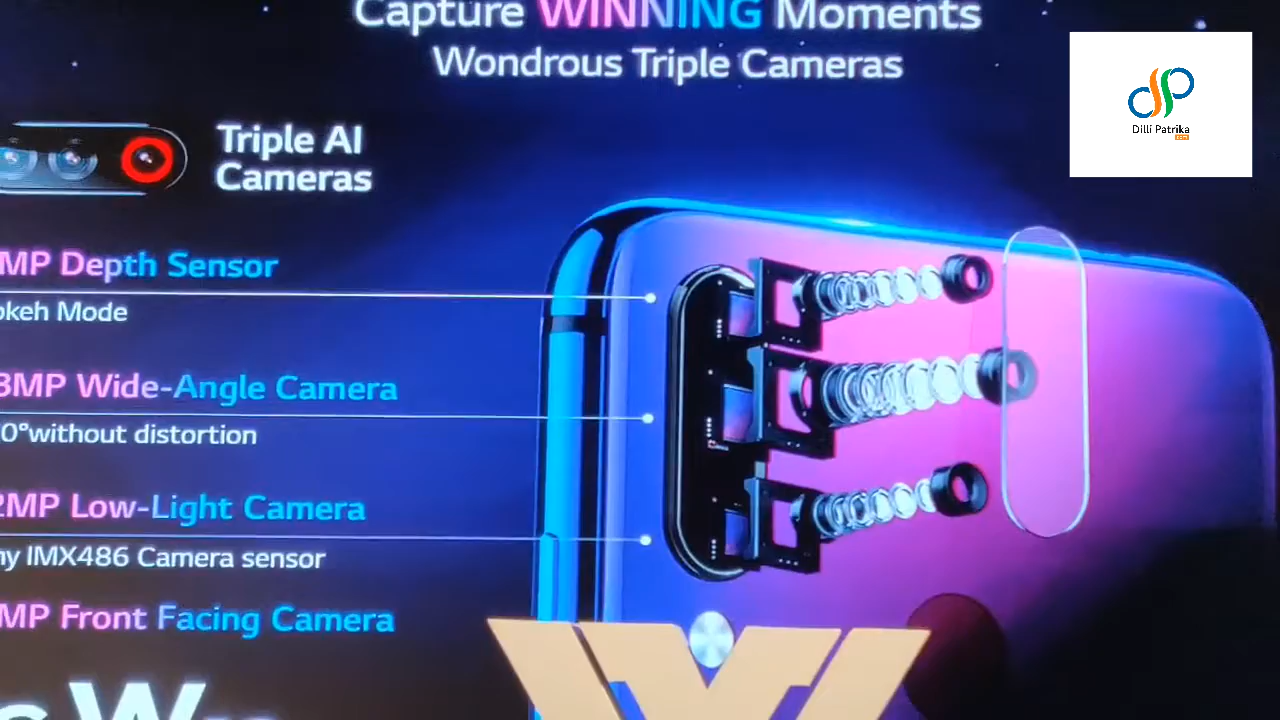 Capture WINNING Moments
Wondrous Triple Cameras
Dilli Patrika
Triple AI
Cameras
MP Depth Sensor
okeh Mode
MP Wide-Angle Camera
0°without distortion
2MP Low-Light Camera
ny IMX486 Camera sensor
MP Front Facing Camera
W